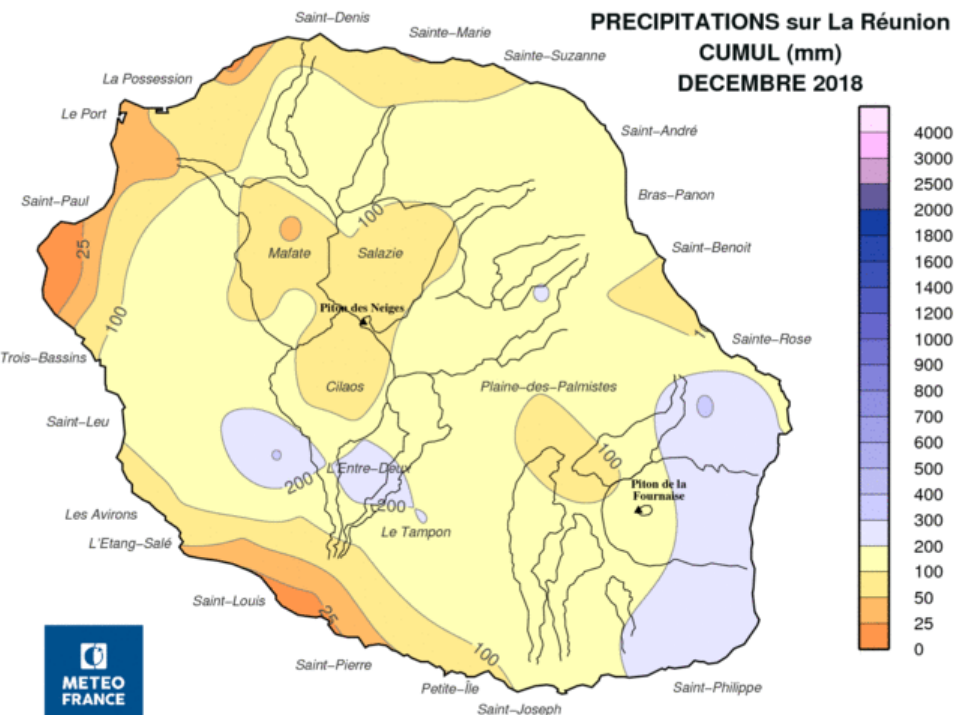 PRECIPITATIONS sur La Réunion
CUMUL (mm)
DECEMBRE 2018
Saint-Denis
Sainte-Marie
Sainte-Suzanne
La Possession
Le Port
Saint-André
Saint-Paul
Bras-Panon
25
100
Mafate
Salazie
Saint-Benoit
Piton des Neiges
100
1
Sainte-Rose
Trois-Bassins
Cilaos
Plaine-des-Palmistes
Saint-Leu
100
L'Entre-Deux
200
Piton de la
Fournaise
200
Les Avirons
Le Tampon
L'Etang-Salé
Saint-Louis
25
100
Saint-Pierre
Petite-Île
Saint-Philippe
Saint-Joseph
4000
3000
2500
2000
1800
1600
1400
1200
1000
900
800
700
600
500
400
300
200
100
50
25
0
METEO
FRANCE